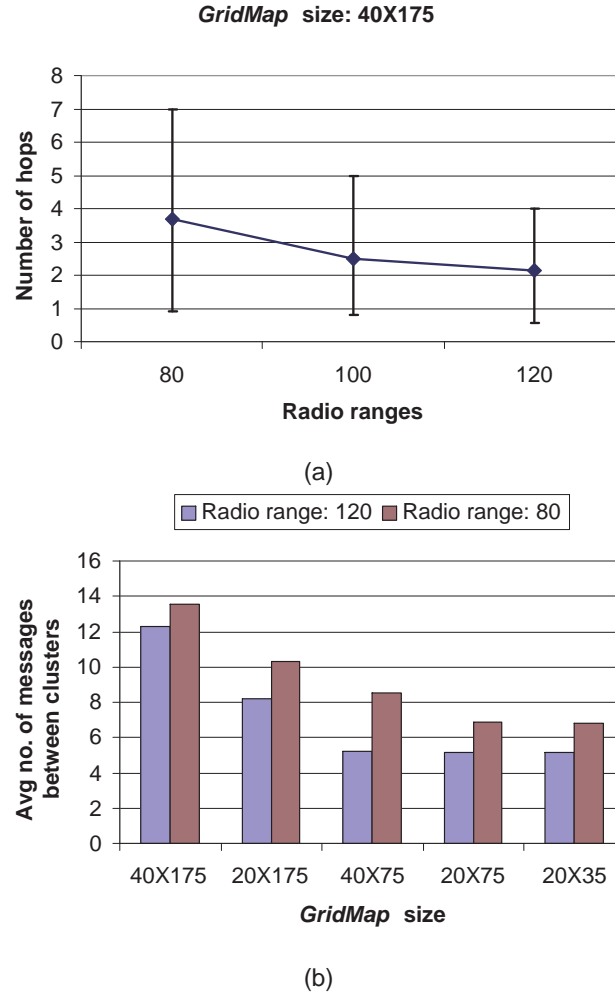 GridMap size: 40X175
8
7
6
5
4
3
2
1
0
Number of hops
80 100 120
Radio ranges
(a)
Radio range: 120 Radio range: 80
16
14
12
10
8
6
4
2
0
Avg no. of messages
between clusters
40X175 20X175 40X75 20X75 20X35
GridMap size
(b)